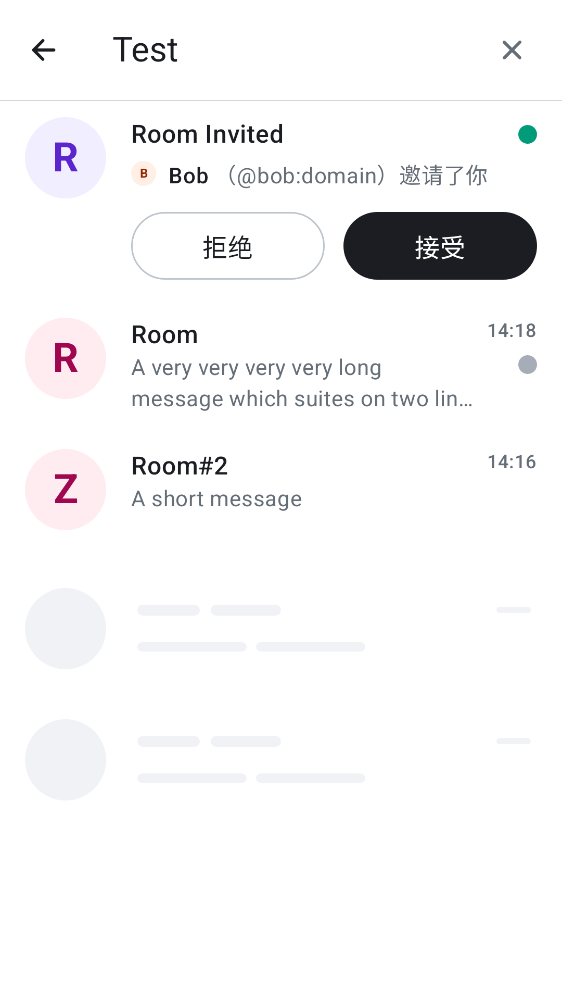 Test
R
Room Invited
B Bob （@bob:domain）邀请了你
拒绝 接受
R
Room 14:18
A very very very very long
message which suites on two lin…
Z
Room#2 14:16
A short message